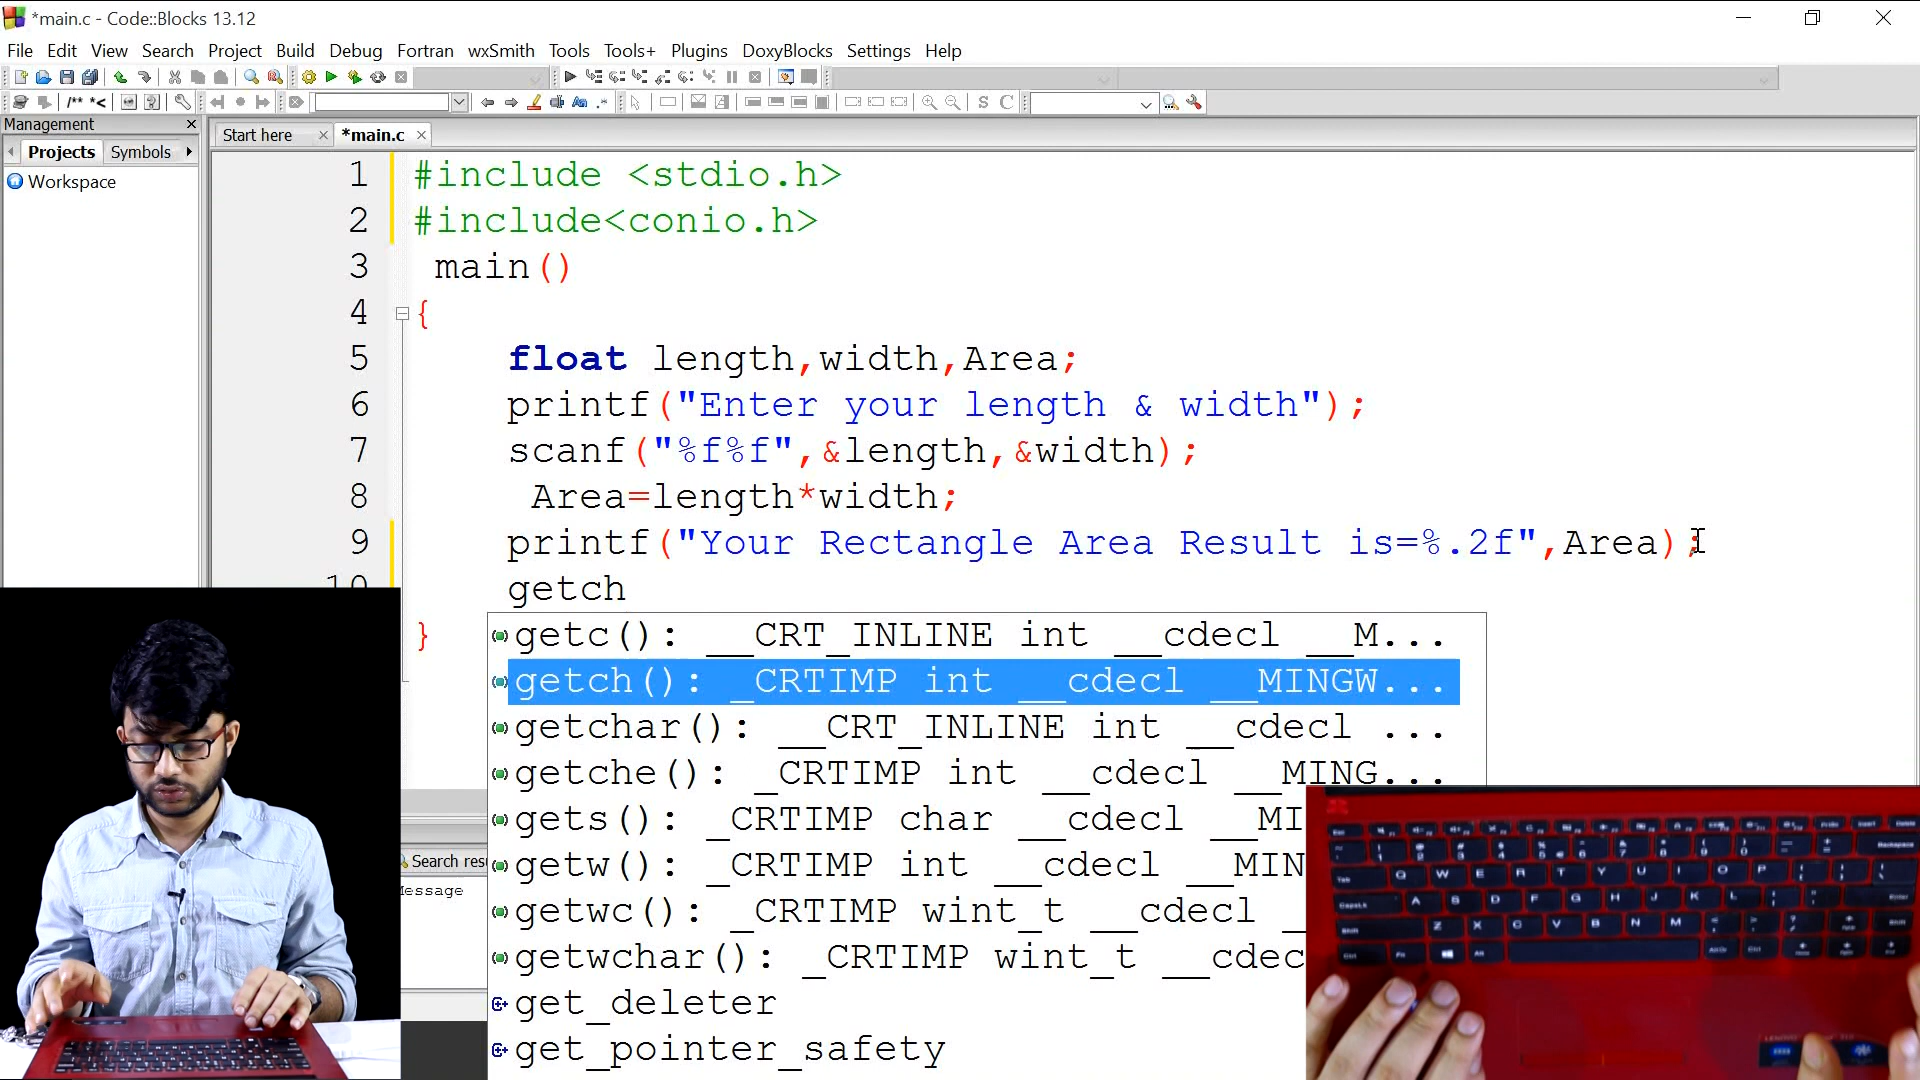 *main.c - Code::Blocks 13.12
File Edit View Search Project Build Debug Fortran wxSmith Tools Tools+ Plugins DoxyBlocks Settings Help
/** *<
S C
Management
Projects Symbols
Workspace
Start here *main.c
1 #include <stdio.h>
2 #include<conio.h>
3 main()
4 {
5 float length,width,Area;
6 printf("Enter your length & width");
7 scanf("%f%f",&length,&width);
8 Area=length*width;
9 printf("Your Rectangle Area Result is=%.2f",Area);
10 getch
}
getc(): __CRT_INLINE int __cdecl __M...
getch(): _CRTIMP int __cdecl __MINGW...
getchar(): __CRT_INLINE int __cdecl ...
getche(): _CRTIMP int __cdecl __MING...
gets(): _CRTIMP char __cdecl __MI
getw(): _CRTIMP int __cdecl __MIN
getwc(): _CRTIMP wint_t __cdecl _
getwchar(): _CRTIMP wint_t __cdec
get_deleter
get_pointer_safety
Search resu
Message
Q W E R T Y U I O P
A S D F G H J K L
Z X C V B N M